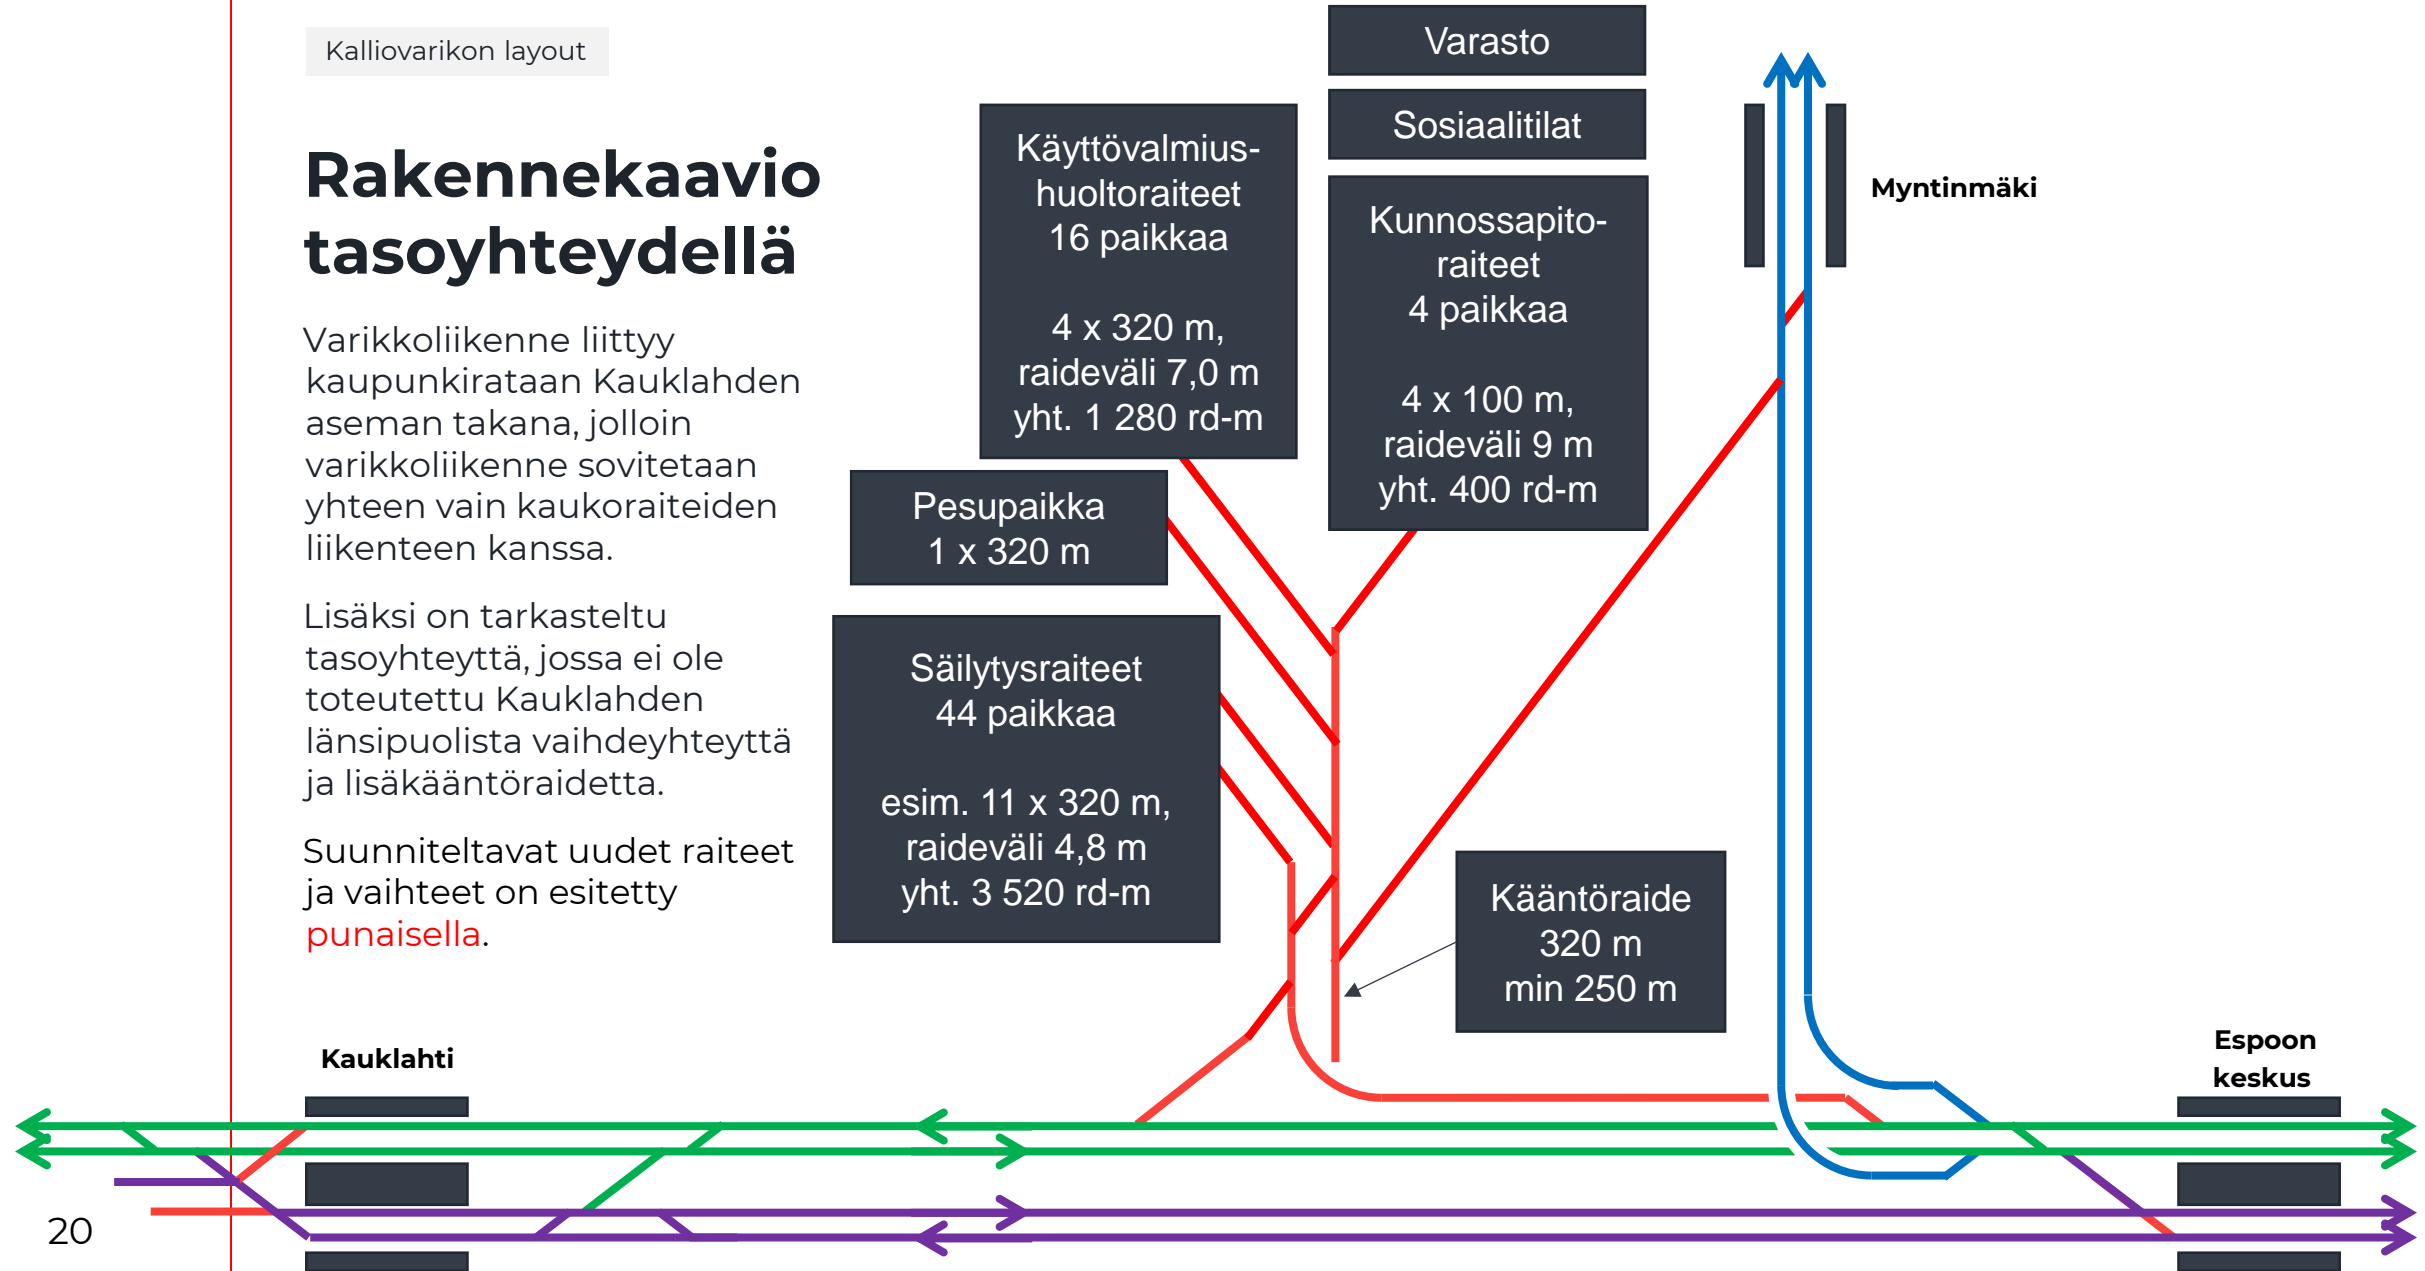 Kalliovarikon layout
Rakennekaavio
tasoyhteydellä
Varikkoliikenne liittyy
kaupunkirataan Kauklahden
aseman takana, jolloin
varikkoliikenne sovitetaan
yhteen vain kaukoraiteiden
liikenteen kanssa.
Lisäksi on tarkasteltu
tasoyhteyttä, jossa ei ole
toteutettu Kauklahden
länsipuolista vaihdeyhteyttä
ja lisäkääntöraidetta.
Suunniteltavat uudet raiteet
ja vaihteet on esitetty
punaisella.
Varasto
Sosiaalitilat
Käyttövalmius-
huoltoraiteet
16 paikkaa
4 x 320 m,
raideväli 7,0 m
yht. 1 280 rd-m
Kunnossapito-
raiteet
4 paikkaa
4 x 100 m,
raideväli 9 m
yht. 400 rd-m
Myntinmäki
Pesupaikka
1 x 320 m
Säilytysraiteet
44 paikkaa
esim. 11 x 320 m,
raideväli 4,8 m
yht. 3 520 rd-m
Kääntöraide
320 m
min 250 m
Kauklahti
Espoon
keskus
20